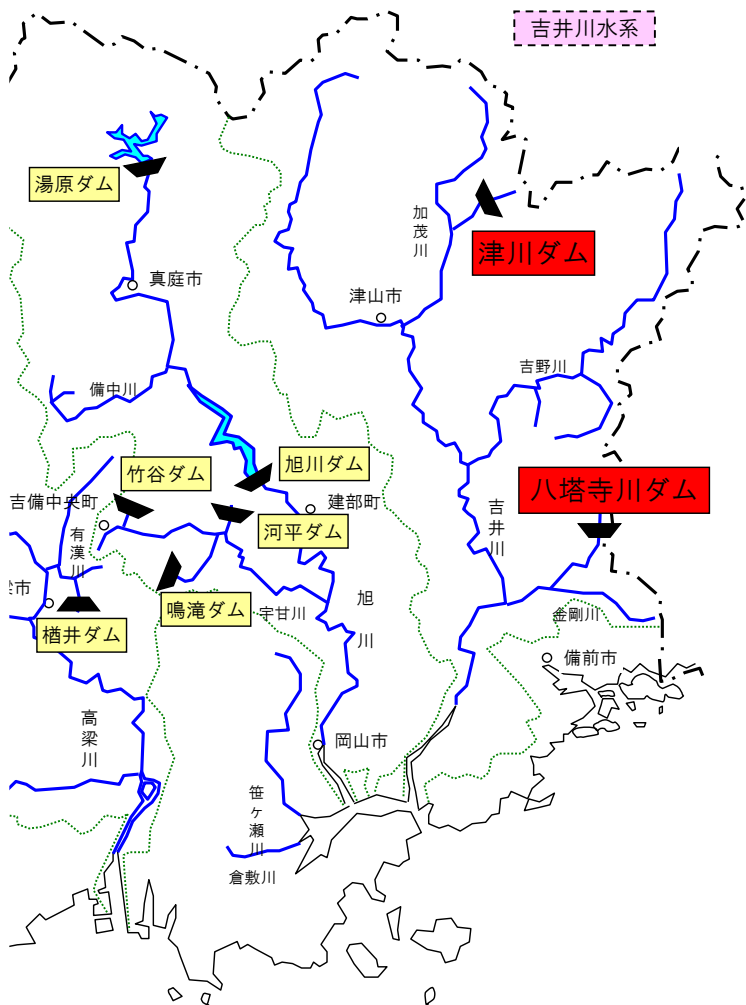 吉井川水系
湯原ダム
加茂川
津川ダム
真庭市
津山市
吉野川
備中川
竹谷ダム
旭川ダム
八塔寺川ダム
吉備中央町
建部町
吉井川
河平ダム
有漢川
梁市
鳴滝ダム
宇甘川
旭川
金剛川
楢井ダム
備前市
高梁川
岡山市
笹ヶ瀬川
倉敷川